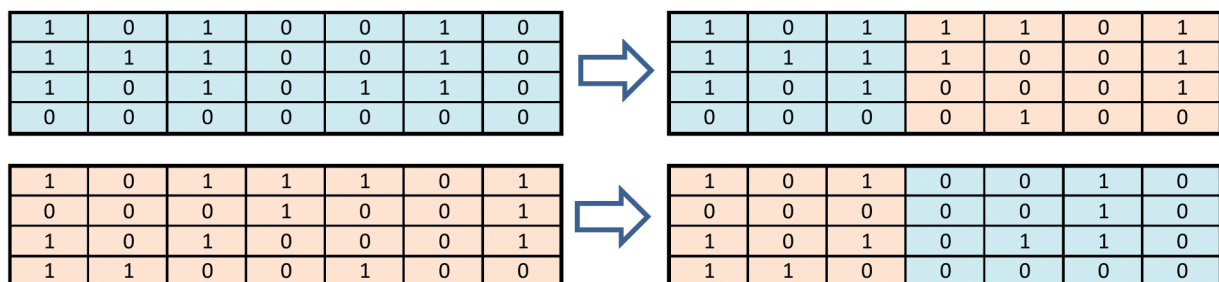 1 0 1 0 0 1 0 1 0 1 1 1 0 1
1 1 1 0 0 1 0 1 1 1 1 0 0 1
1 0 1 0 1 1 0 1 0 1 0 0 0 1
0 0 0 0 0 0 0 0 0 0 0 1 0 0
1 0 1 1 1 0 1 1 0 1 0 0 1 0
0 0 0 1 0 0 1 0 0 0 0 0 1 0
1 0 1 0 0 0 1 1 0 1 0 1 1 0
1 1 0 0 1 0 0 1 1 0 0 0 0 0